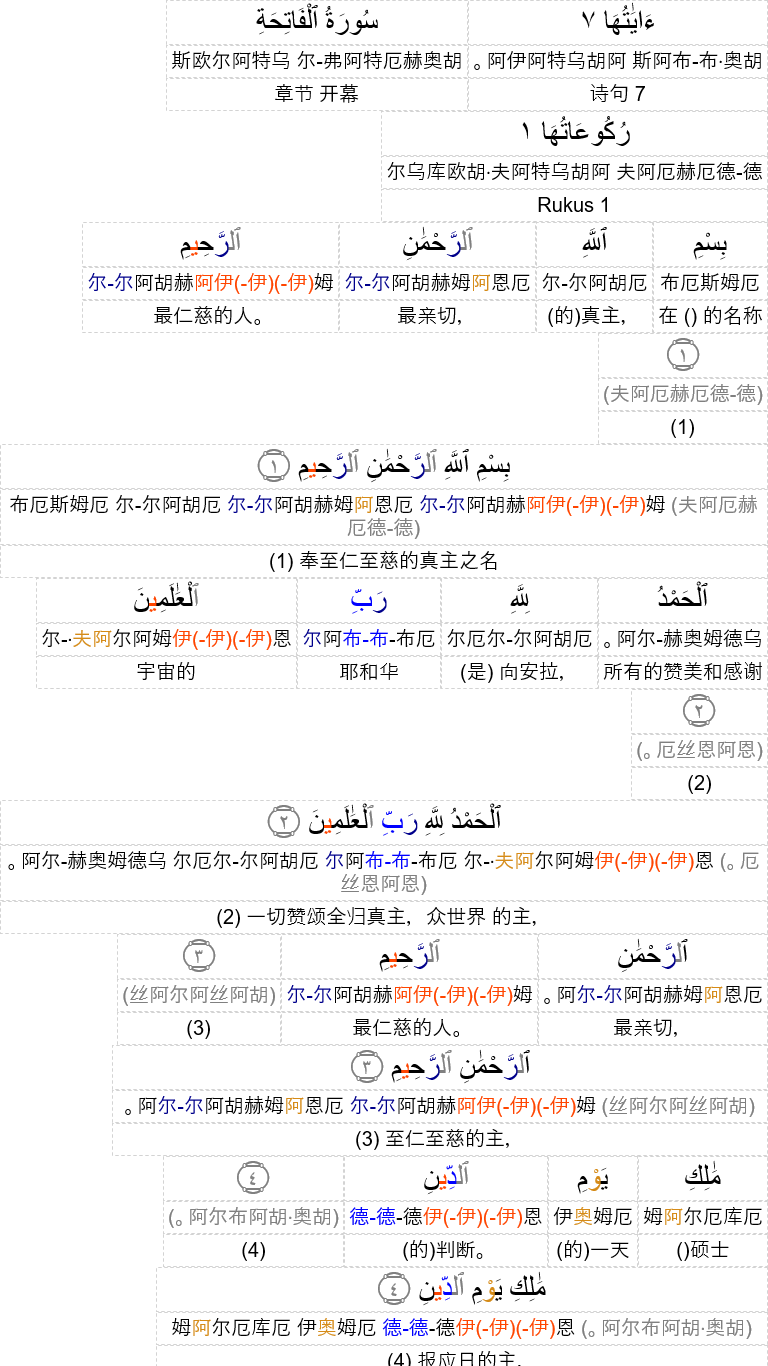 ءَايَٰتُهَا ٧ سُورَةُ ٱلْفَاتِحَةِ
。阿伊阿特乌胡阿 斯阿布-布·奥胡 斯欧尔阿特乌 尔-弗阿特厄赫奥胡
诗句 7 章节 开幕
رُكُوعَاتُهَا ١
尔乌库欧胡·夫阿特乌胡阿 夫阿厄赫厄德-德
Rukus 1
بِسْمِ ٱللَّهِ ٱلرَّحْمَٰنِ ٱلرَّحِيمِ
布厄斯姆厄 尔-尔阿胡厄 尔-尔阿胡赫姆阿恩厄 尔-尔阿胡赫阿伊(-伊)(-伊)姆
在 () 的名称 (的)真主, 最亲切, 最仁慈的人。
١
(夫阿厄赫厄德-德)
(1)
بِسْمِ ٱللَّهِ ٱلرَّحْمَٰنِ ٱلرَّحِيمِ ١
布厄斯姆厄 尔-尔阿胡厄 尔-尔阿胡赫姆阿恩厄 尔-尔阿胡赫阿伊(-伊)(-伊)姆 (夫阿厄赫
厄德-德)
(1) 奉至仁至慈的真主之名
ٱلْحَمْدُ لِلَّهِ رَبِّ ٱلْعَٰلَمِينَ
。阿尔-赫奥姆德乌 尔厄尔-尔阿胡厄 尔阿布-布-布厄 尔-·夫阿尔阿姆伊(-伊)(-伊)恩
所有的赞美和感谢 (是) 向安拉, 耶和华 宇宙的
٢
(。厄丝恩阿恩)
(2)
ٱلْحَمْدُ لِلَّهِ رَبِّ ٱلْعَٰلَمِينَ ٢
。阿尔-赫奥姆德乌 尔厄尔-尔阿胡厄 尔阿布-布-布厄 尔-·夫阿尔阿姆伊(-伊)(-伊)恩 (。厄
丝恩阿恩)
(2) 一切赞颂全归真主, 众世界 的主,
ٱلرَّحْمَٰنِ ٱلرَّحِيمِ ٣
。阿尔-尔阿胡赫姆阿恩厄 尔-尔阿胡赫阿伊(-伊)(-伊)姆 (丝阿尔阿丝阿胡)
最亲切, 最仁慈的人。 (3)
ٱلرَّحْمَٰنِ ٱلرَّحِيمِ ٣
。阿尔-尔阿胡赫姆阿恩厄 尔-尔阿胡赫阿伊(-伊)(-伊)姆 (丝阿尔阿丝阿胡)
(3) 至仁至慈的主,
مَٰلِكِ يَوْمِ ٱلدِّينِ ٤
姆阿尔厄库厄 伊奥姆厄 德-德-德伊(-伊)(-伊)恩 (。阿尔布阿胡·奥胡)
()硕士 (的)一天 (的)判断。 (4)
مَٰلِكِ يَوْمِ ٱلدِّينِ ٤
姆阿尔厄库厄 伊奥姆厄 德-德-德伊(-伊)(-伊)恩 (。阿尔布阿胡·奥胡)
(4) 报应日的主.